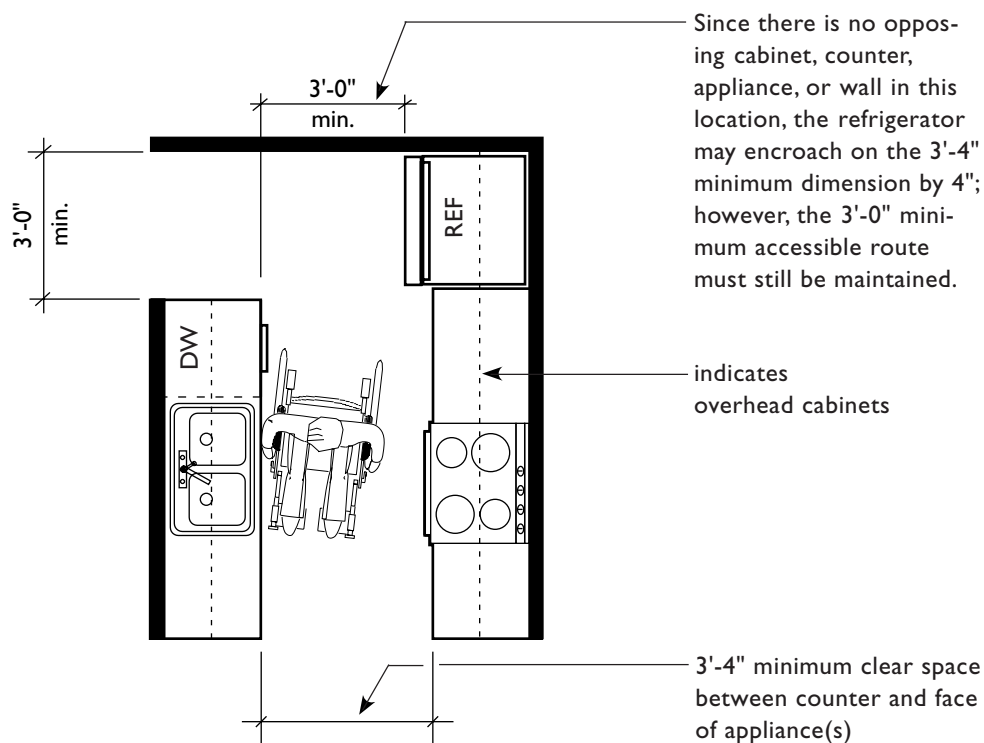 Since there is no oppos-
ing cabinet, counter,
appliance, or wall in this
location, the refrigerator
may encroach on the 3'-4"
minimum dimension by 4";
however, the 3'-0" mini-
mum accessible route
must still be maintained.
3'-0"
min.
3'-0"
min.
REF
DW
indicates
overhead cabinets
3'-4" minimum clear space
between counter and face
of appliance(s)